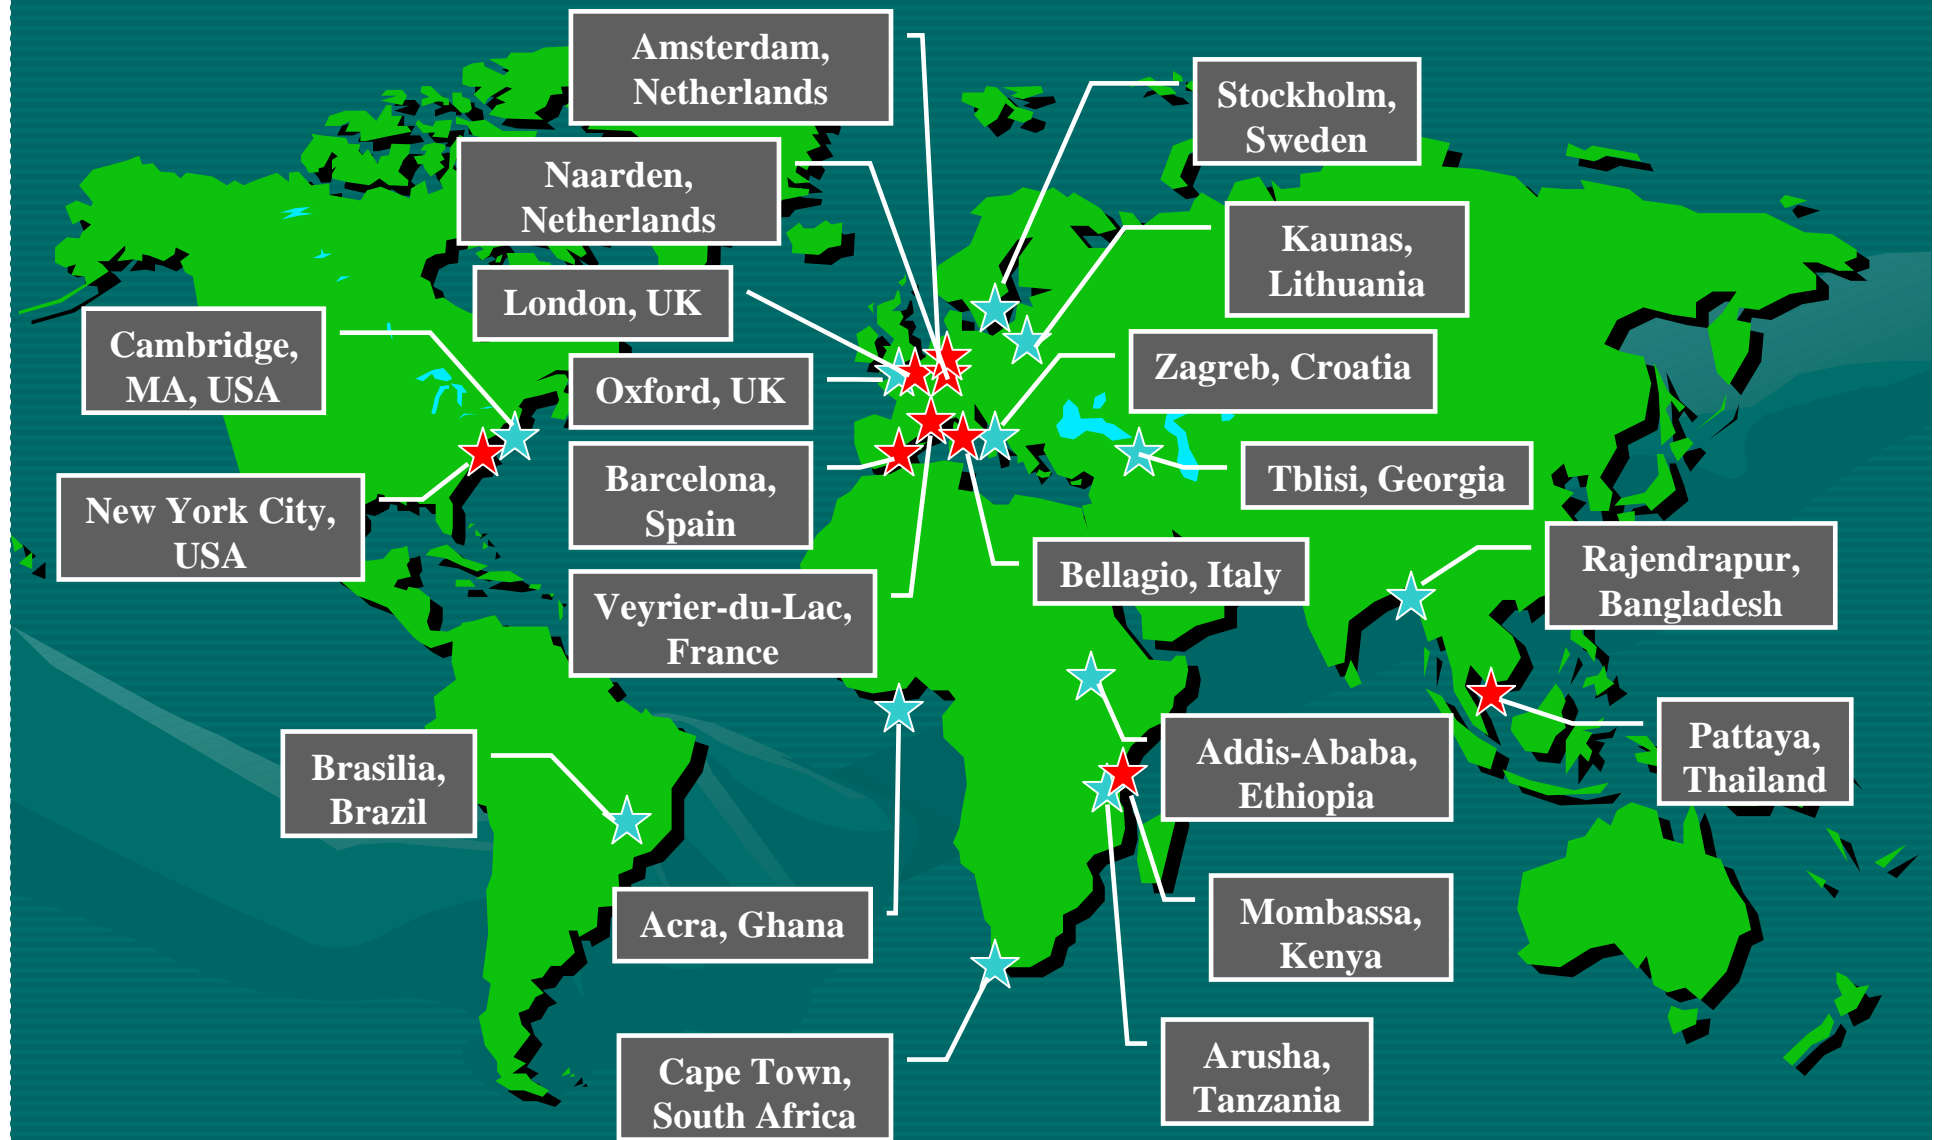 Amsterdam,
Netherlands
Stockholm,
Sweden
Naarden,
Netherlands
Kaunas,
Lithuania
London, UK
Cambridge,
MA, USA
Zagreb, Croatia
Oxford, UK
Barcelona,
Spain
Tblisi, Georgia
New York City,
USA
Bellagio, Italy
Rajendrapur,
Bangladesh
Veyrier-du-Lac,
France
Addis-Ababa,
Ethiopia
Pattaya,
Thailand
Brasilia,
Brazil
Acra, Ghana
Mombassa,
Kenya
Cape Town,
South Africa
Arusha,
Tanzania